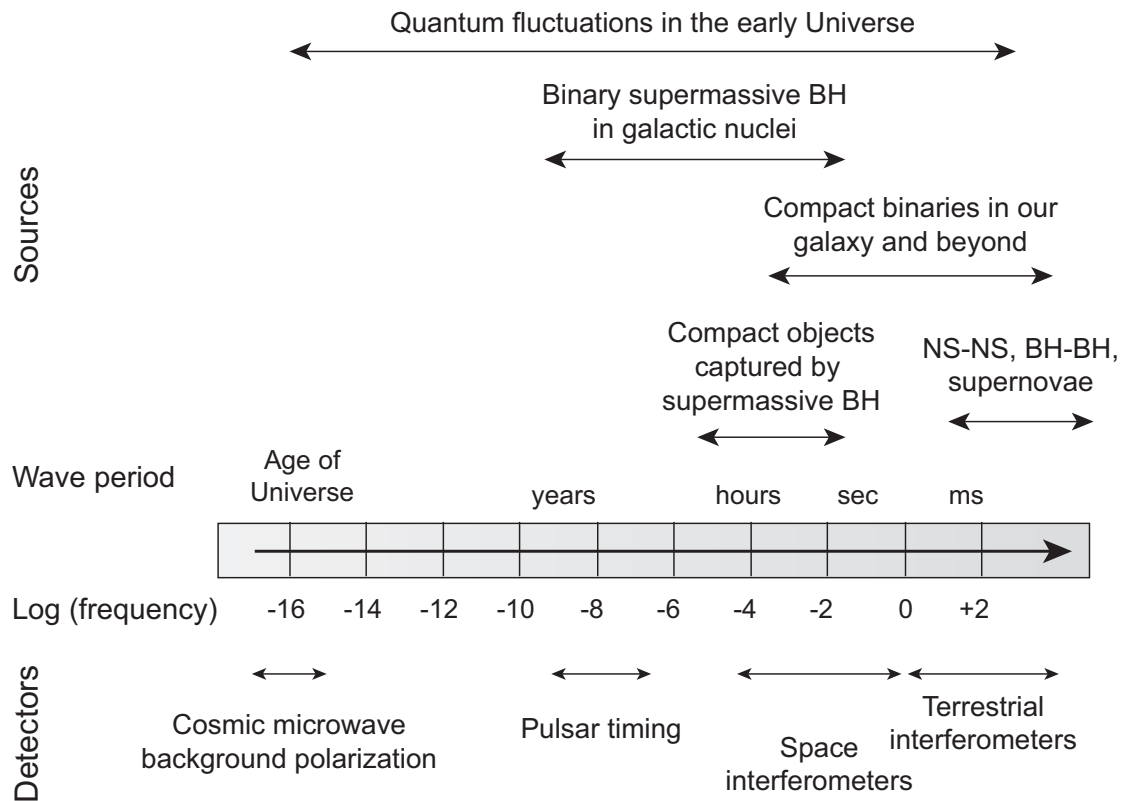 Quantum fluctuations in the early Universe
Binary supermassive BH
in galactic nuclei
Sources
Compact binaries in our
galaxy and beyond
Compact objects
captured by
supermassive BH
NS-NS, BH-BH,
supernovae
Wave period
Age of
Universe
years
hours
sec
ms
Log (frequency)
-16
-14
-12
-10
-8
-6
-4
-2
0
+2
Detectors
Cosmic microwave
background polarization
Pulsar timing
Space
interferometers
Terrestrial
interferometers